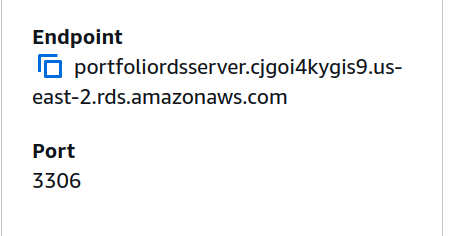 Endpoint
portfoliordsserver.cjgoi4kygis9.us-
east-2.rds.amazonaws.com
Port
3306